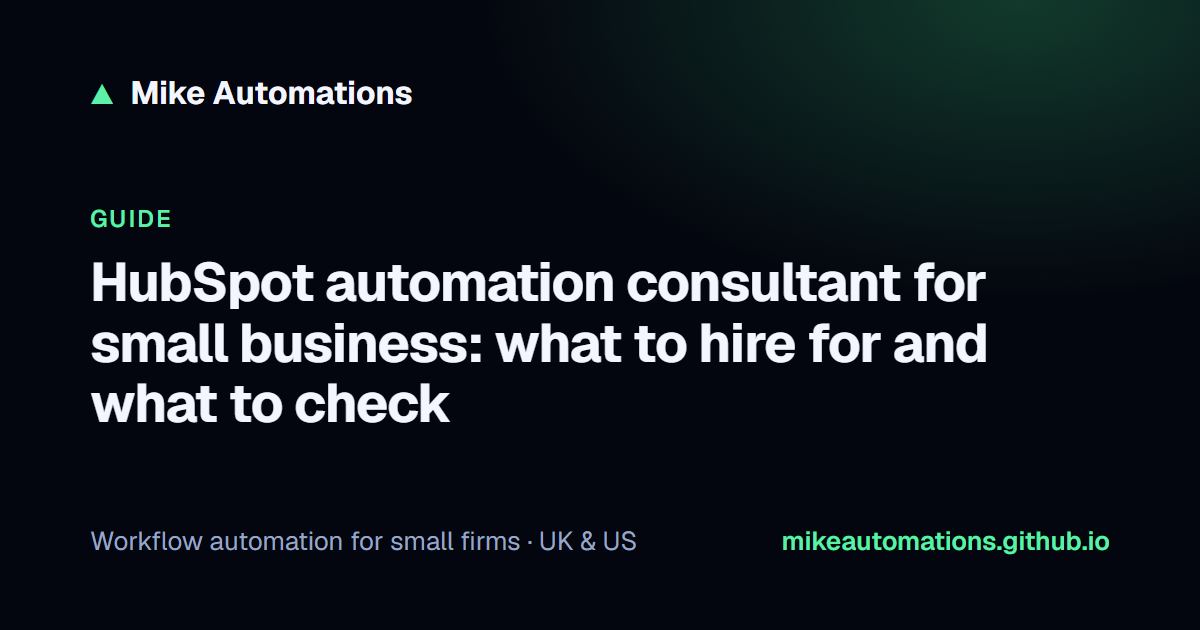 Mike Automations
GUIDE
HubSpot automation consultant for
small business: what to hire for and
what to check
Workflow automation for small firms · UK & US
mikeautomations.github.io